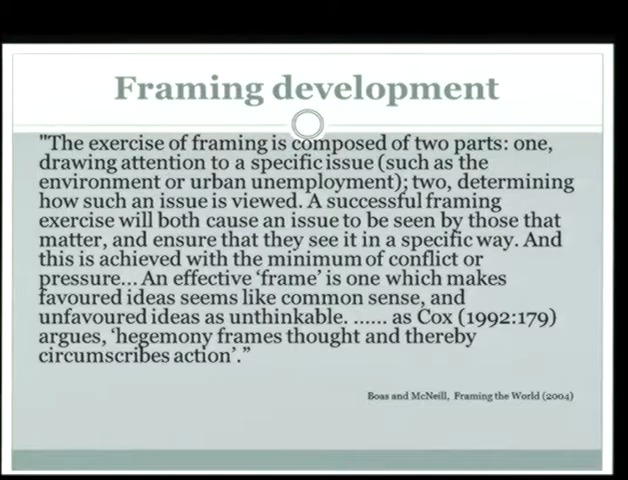 Framing development
"The exercise of framing is composed of two parts: one,
drawing attention to a specific issue (such as the
environment or urban unemployment); two, determining
how such an issue is viewed. A successful framing
exercise will both cause an issue to be seen by those that
matter, and ensure that they see it in a specific way. And
this is achieved with the minimum of conflict or
pressure... An effective 'frame' is one which makes
favoured ideas seems like common sense, and
unfavoured ideas as unthinkable. ...... as Cox (1992:179)
argues, 'hegemony frames thought and thereby
circumscribes action'."
Boas and McNeill, Framing the World (2004)